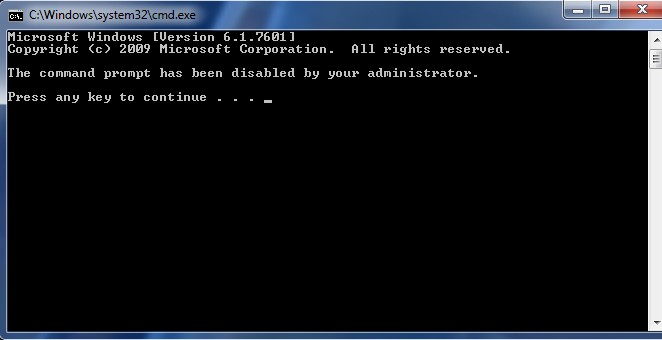 C:\Windows\system32\cmd.exe
Microsoft Windows [Version 6.1.7601]
Copyright (c) 2009 Microsoft Corporation.  All rights reserved.
The command prompt has been disabled by your administrator.
Press any key to continue . . . _